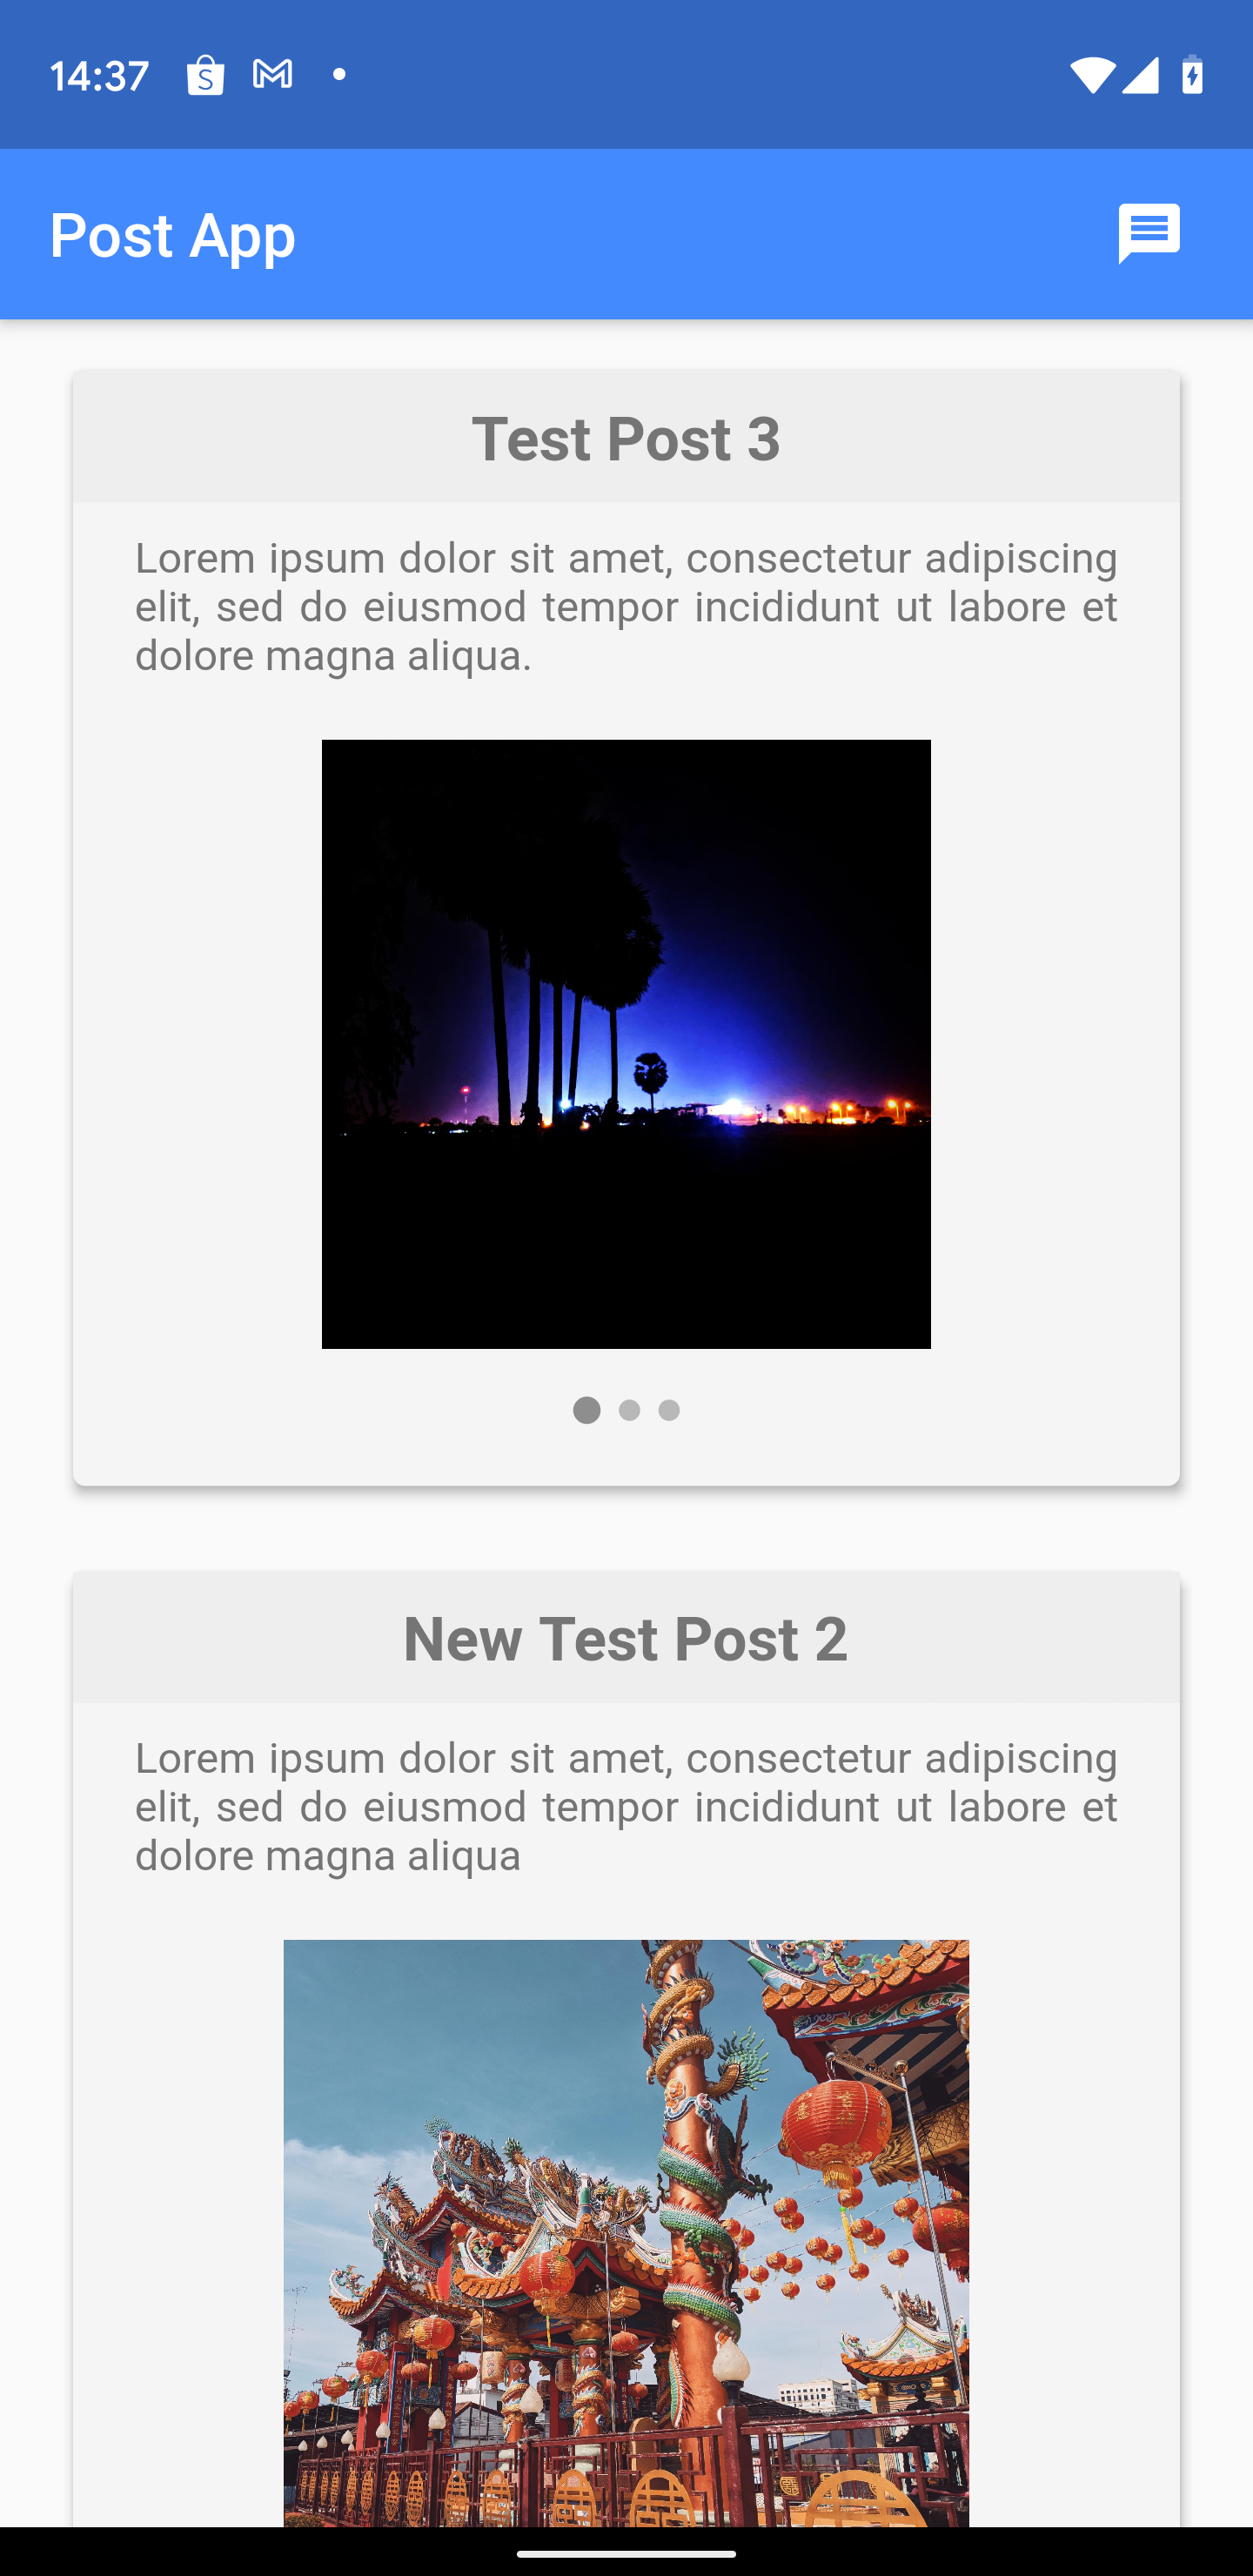 14:37
Post App
Test Post 3
Lorem ipsum dolor sit amet, consectetur adipiscing
elit, sed do eiusmod tempor incididunt ut labore et
dolore magna aliqua.
New Test Post 2
Lorem ipsum dolor sit amet, consectetur adipiscing
elit, sed do eiusmod tempor incididunt ut labore et
dolore magna aliqua